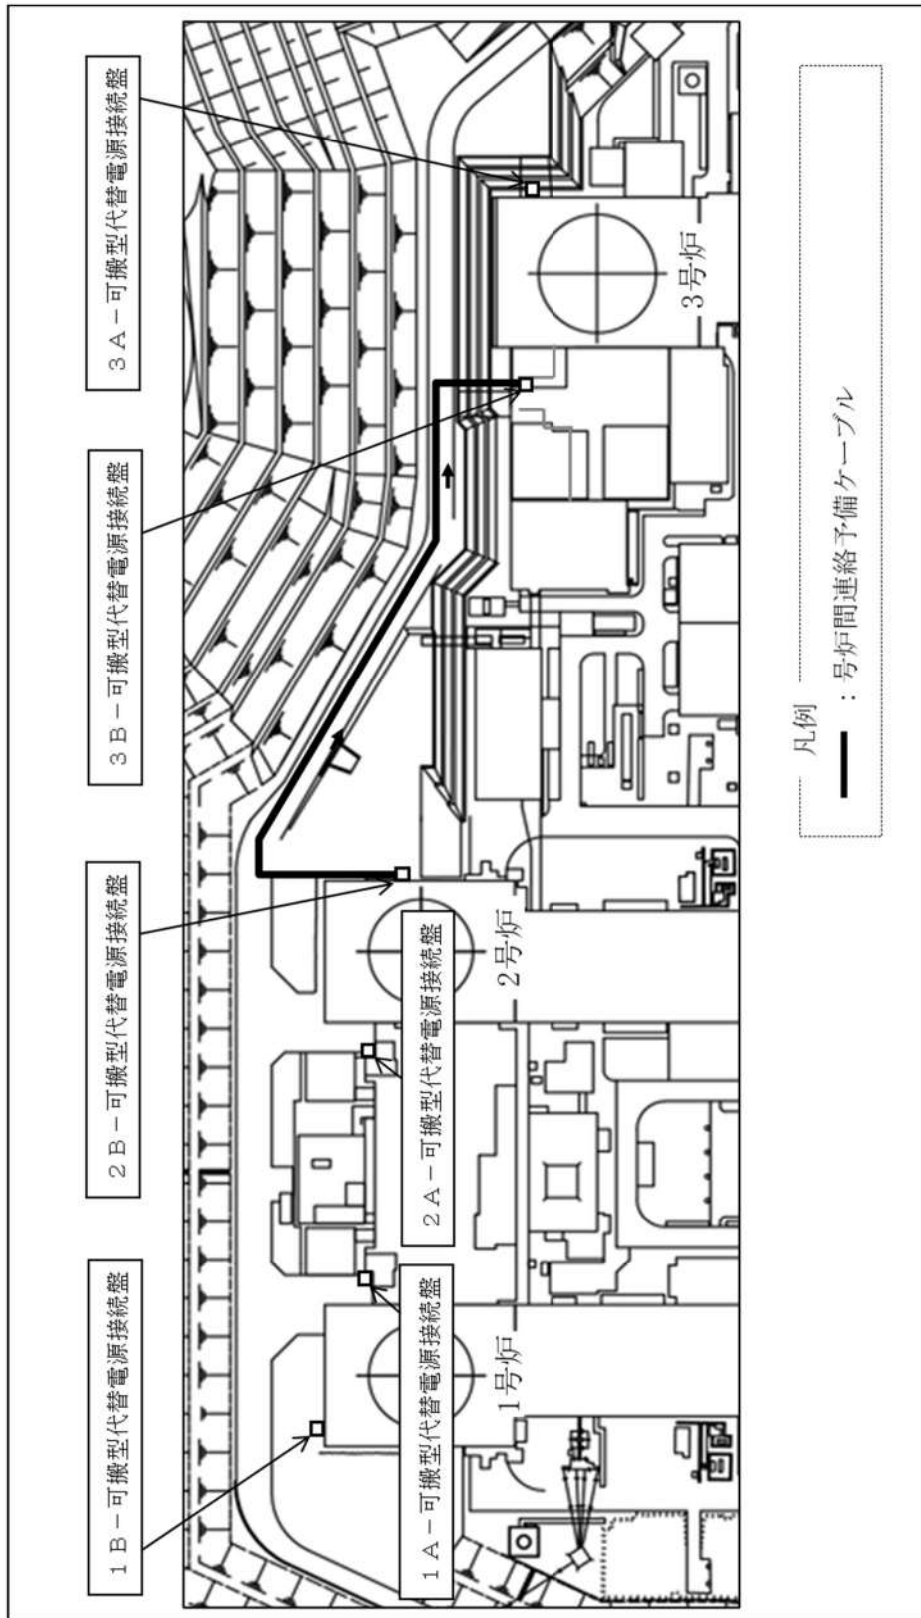 1B－可搬型代替電源接続盤
2B－可搬型代替電源接続盤
3B－可搬型代替電源接続盤
3A－可搬型代替電源接続盤
1A－可搬型代替電源接続盤
2A－可搬型代替電源接続盤
1号炉
2号炉
3号炉
凡例
：号炉間連絡予備ケーブル